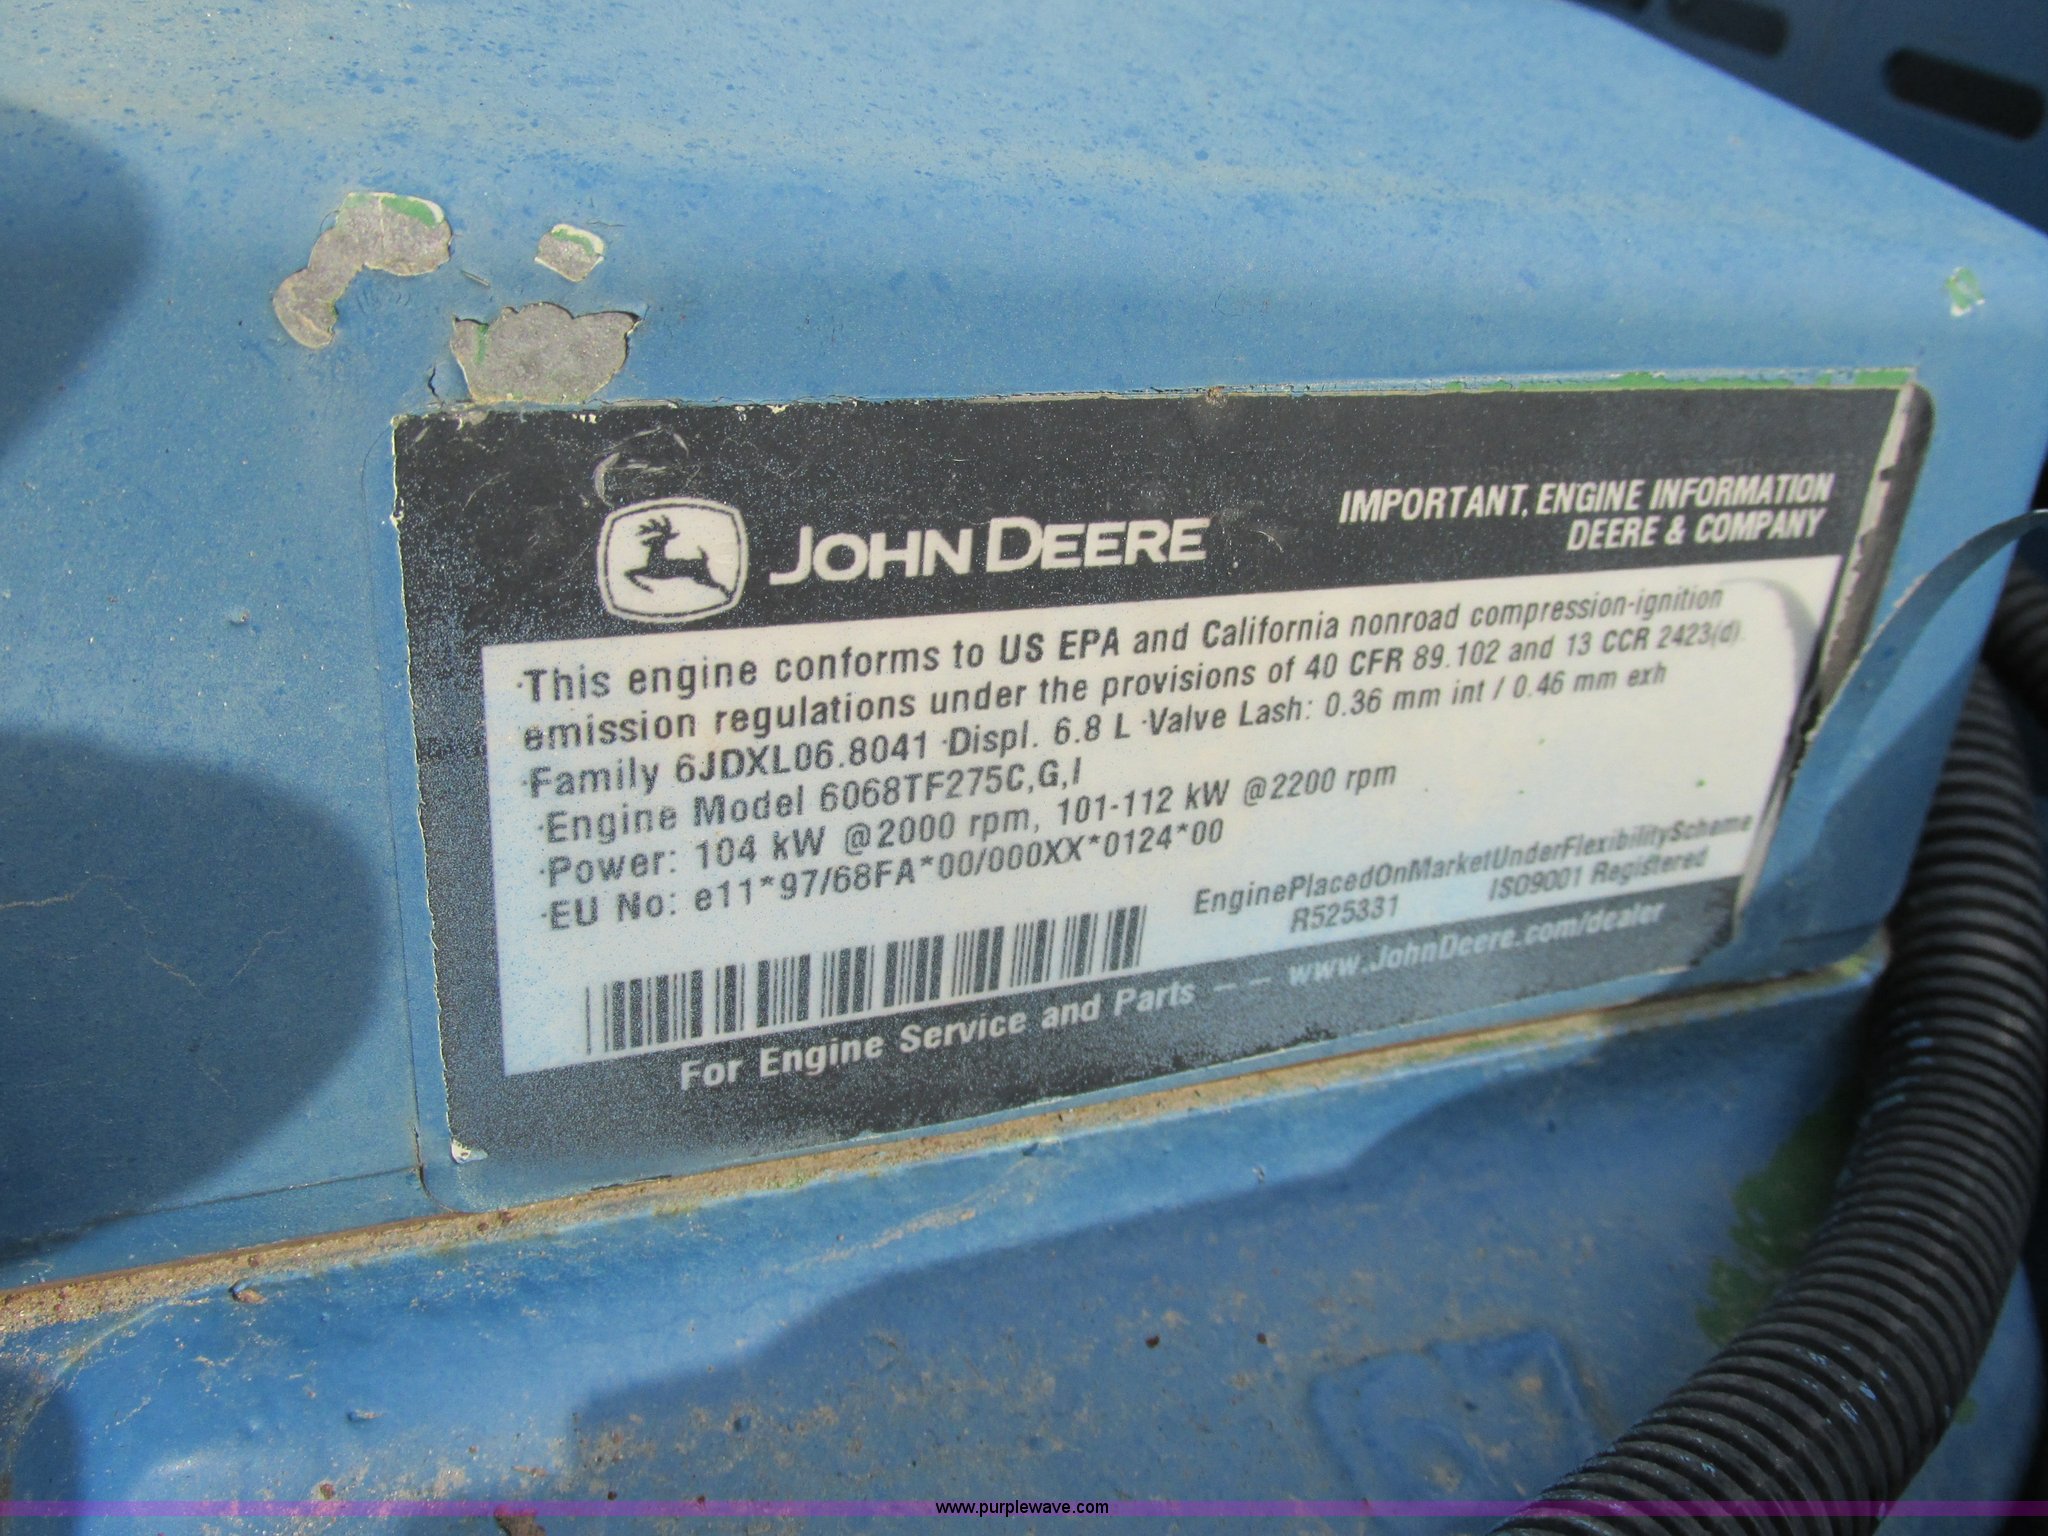 JOHN DEERE
IMPORTANT, ENGINE INFORMATION
DEERE & COMPANY
·This engine conforms to US EPA and California nonroad compression-ignition
emission regulations under the provisions of 40 CFR 89.102 and 13 CCR 2423(d).
·Family 6JDXL06.8041 ·Displ. 6.8 L ·Valve Lash: 0.36 mm int / 0.46 mm exh
·Engine Model 6068TF275C,G,I
·Power: 104 kW @2000 rpm, 101-112 kW @2200 rpm
·EU No: e11*97/68FA*00/000XX*0124*00
EnginePlacedOnMarketUnderFlexibilityScheme
R525331 ISO9001 Registered
For Engine Service and Parts -- www.JohnDeere.com/dealer
www.purplewave.com